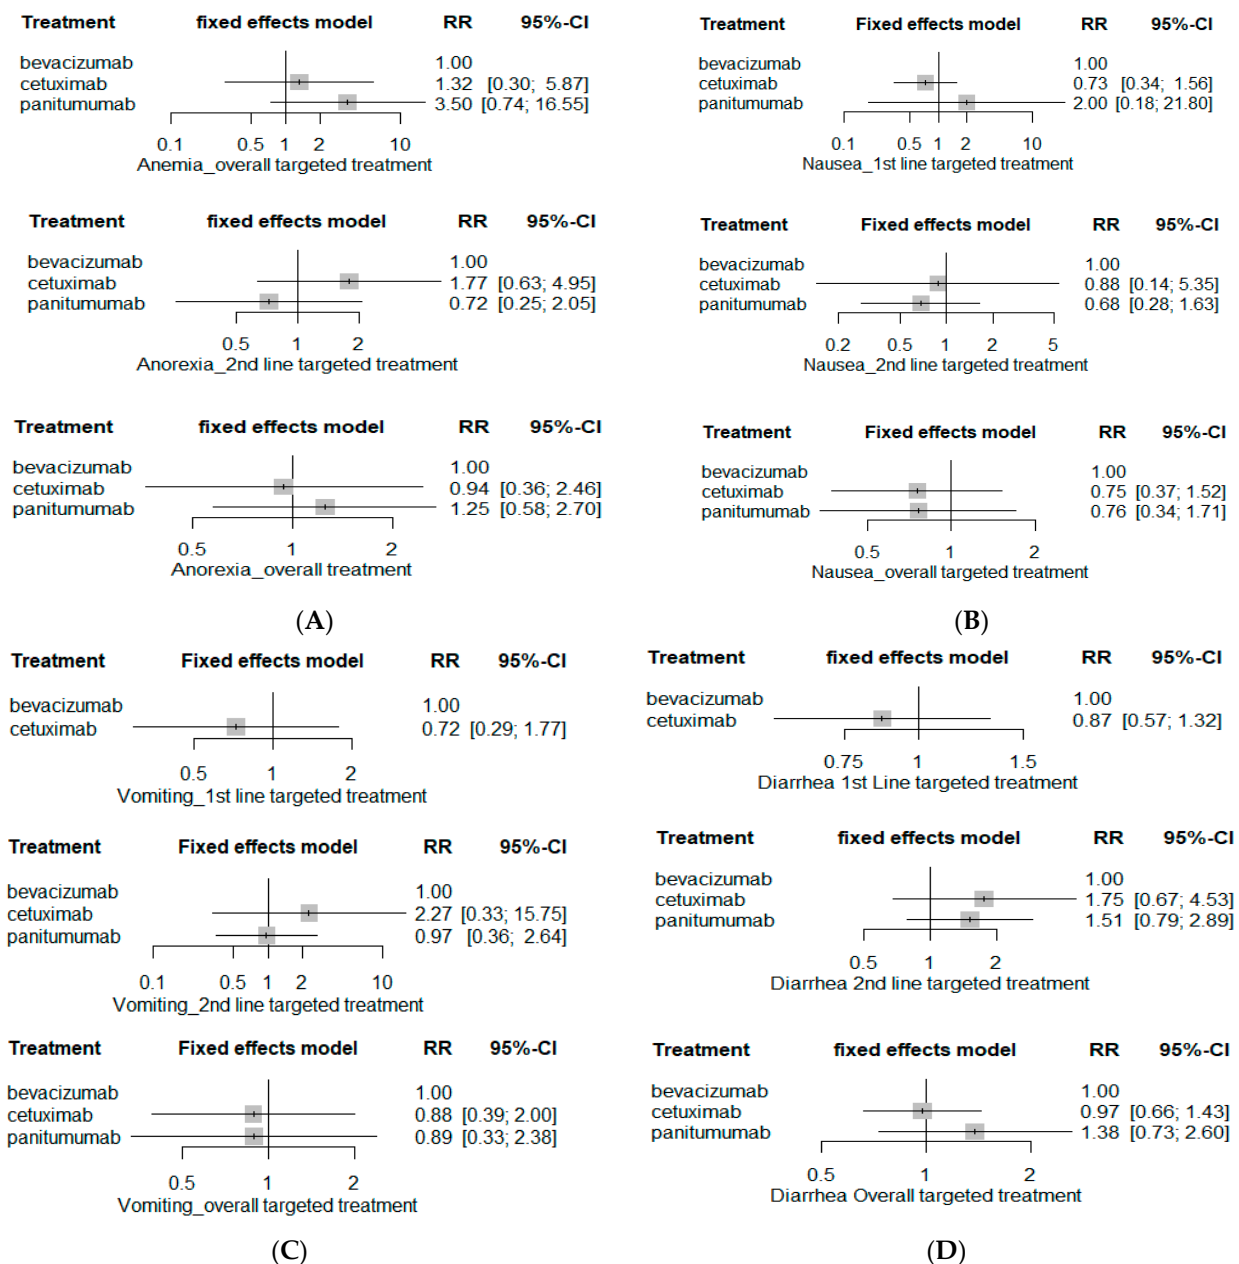 Treatment fixed effects model RR 95%-CI
bevacizumab 1.00
cetuximab 1.32 [0.30; 5.87]
panitumumab 3.50 [0.74; 16.55]
0.1 0.5 1 2 10
Anemia_overall targeted treatment
Treatment fixed effects model RR 95%-CI
bevacizumab 1.00
cetuximab 1.77 [0.63; 4.95]
panitumumab 0.72 [0.25; 2.05]
0.5 1 2
Anorexia_2nd line targeted treatment
Treatment fixed effects model RR 95%-CI
bevacizumab 1.00
cetuximab 0.94 [0.36; 2.46]
panitumumab 1.25 [0.58; 2.70]
0.5 1 2
Anorexia_overall treatment
(A)
Treatment fixed effects model RR 95%-CI
bevacizumab 1.00
cetuximab 0.73 [0.34; 1.56]
panitumumab 2.00 [0.18; 21.80]
0.1 0.5 1 2 10
Nausea_1st line targeted treatment
Treatment Fixed effects model RR 95%-CI
bevacizumab 1.00
cetuximab 0.88 [0.14; 5.35]
panitumumab 0.68 [0.28; 1.63]
0.2 0.5 1 2 5
Nausea_2nd line targeted treatment
Treatment Fixed effects model RR 95%-CI
bevacizumab 1.00
cetuximab 0.75 [0.37; 1.52]
panitumumab 0.76 [0.34; 1.71]
0.5 1 2
Nausea_overall targeted treatment
(B)
Treatment Fixed effects model RR 95%-CI
bevacizumab 1.00
cetuximab 0.72 [0.29; 1.77]
0.5 1 2
Vomiting_1st line targeted treatment
Treatment Fixed effects model RR 95%-CI
bevacizumab 1.00
cetuximab 2.27 [0.33; 15.75]
panitumumab 0.97 [0.36; 2.64]
0.1 0.5 1 2 10
Vomiting_2nd line targeted treatment
Treatment Fixed effects model RR 95%-CI
bevacizumab 1.00
cetuximab 0.88 [0.39; 2.00]
panitumumab 0.89 [0.33; 2.38]
0.5 1 2
Vomiting_overall targeted treatment
(C)
Treatment fixed effects model RR 95%-CI
bevacizumab 1.00
cetuximab 0.87 [0.57; 1.32]
0.75 1 1.5
Diarrhea 1st Line targeted treatment
Treatment fixed effects model RR 95%-CI
bevacizumab 1.00
cetuximab 1.75 [0.67; 4.53]
panitumumab 1.51 [0.79; 2.89]
0.5 1 2
Diarrhea 2nd line targeted treatment
Treatment fixed effects model RR 95%-CI
bevacizumab 1.00
cetuximab 0.97 [0.66; 1.43]
panitumumab 1.38 [0.73; 2.60]
0.5 1 2
Diarrhea Overall targeted treatment
(D)